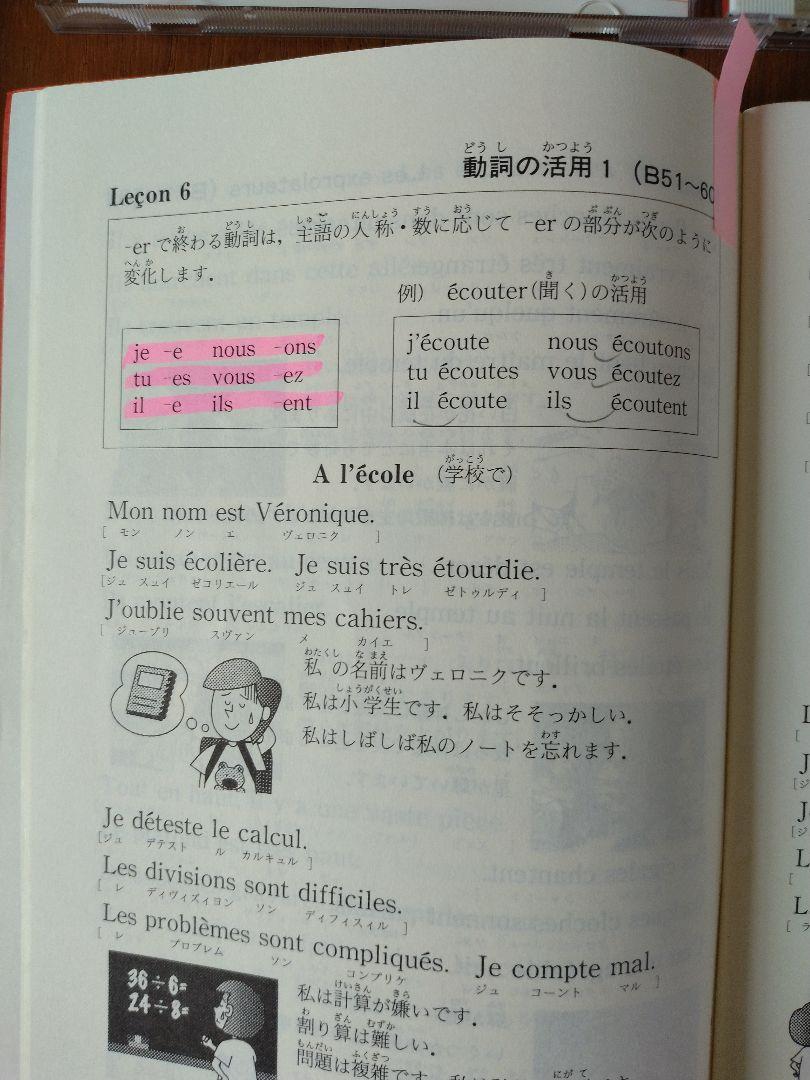 動詞の活用1 (B51〜60
Leçon 6
-erで終わる動詞は，主語の人称・数に応じて -er の部分が次のように
変化します．
例） écouter(聞く)の活用
je -e nous -ons
tu -es vous -ez
il -e ils -ent
j'écoute nous écoutons
tu écoutes vous écoutez
il écoute ils écoutent
A l'école （学校で）
Mon nom est Véronique.
[ モン ノン エ ヴェロニク ]
Je suis écolière. Je suis très étourdie.
[ジュ スュイ ゼコリエール ジュ スュイ トレ ゼトゥルディ ]
J'oublie souvent mes cahiers.
[ ジューブリ スヴァン メ カイエ ]
私の名前はヴェロニクです．
私は小学生です．私はそそっかしい．
私はしばしば私のノートを忘れます．
Je déteste le calcul.
[ジュ デテスト ル カルキュル ]
Les divisions sont difficiles.
[ レ ディヴィズィヨン ソン ディフィスィル ]
Les problèmes sont compliqués. Je compte mal.
[ レ プロブレム ソン コンプリケ ジュ コーント マル ]
36÷6=
24÷8=
私は計算が嫌いです．
割り算は難しい．
問題は複雑です．